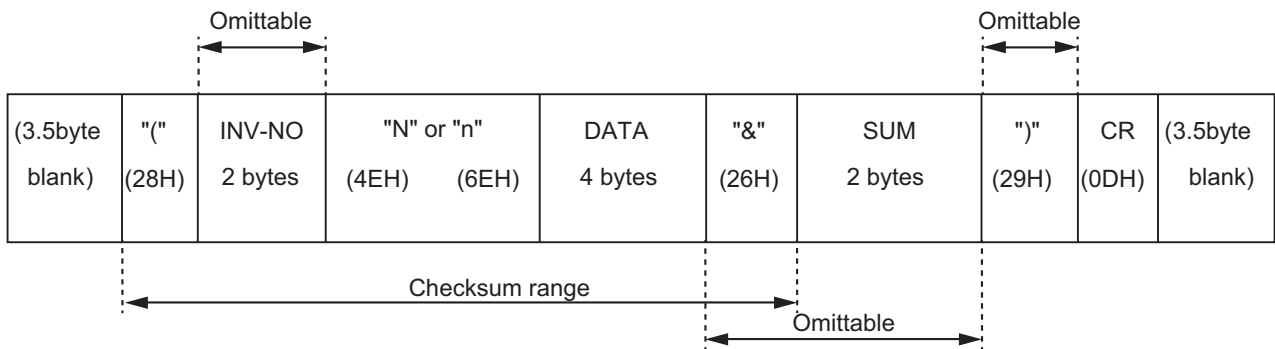 Omittable Omittable
(3.5byte "(" INV-NO "N" or "n" DATA "&" SUM ")" CR (3.5byte
blank) (28H) 2 bytes (4EH) (6EH) 4 bytes (26H) 2 bytes (29H) (0DH) blank)
Checksum range
Omittable